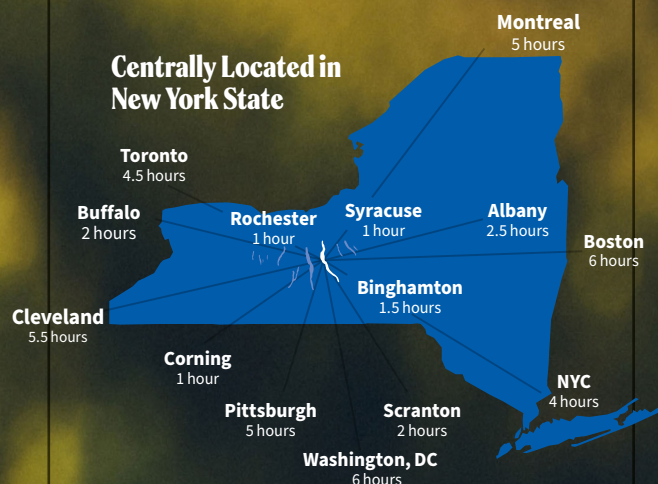 Montreal
5 hours
Centrally Located in
New York State
Toronto
4.5 hours
Buffalo
2 hours
Rochester
1 hour
Syracuse
1 hour
Albany
2.5 hours
Boston
6 hours
Binghamton
1.5 hours
Cleveland
5.5 hours
Corning
1 hour
NYC
4 hours
Pittsburgh
5 hours
Scranton
2 hours
Washington, DC
6 hours